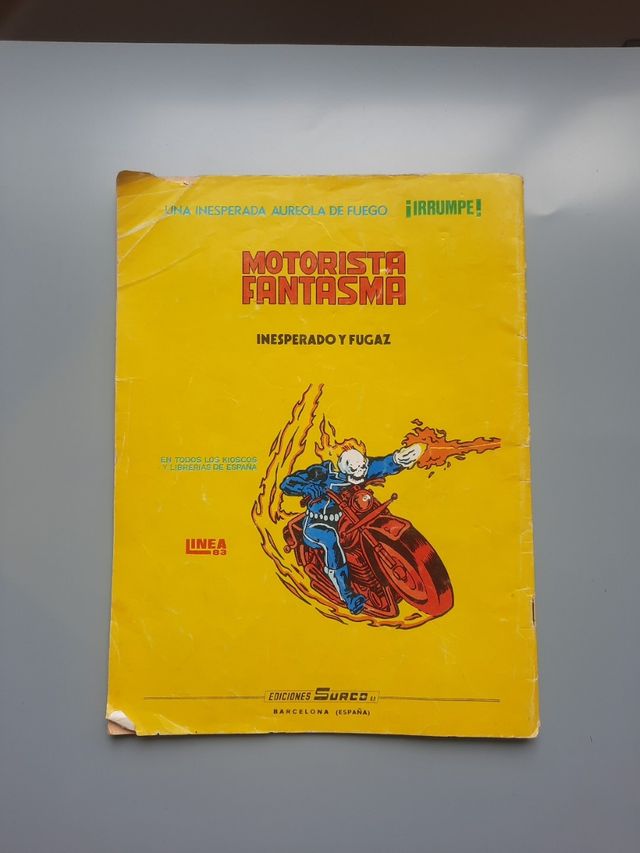 UNA INESPERADA AUREOLA DE FUEGO ¡IRRUMPE!
MOTORISTA
FANTASMA
INESPERADO Y FUGAZ
EN TODOS LOS KIOSCOS
Y LIBRERIAS DE ESPAÑA
LINEA
83
EDICIONES SURCO S.A.
BARCELONA (ESPAÑA)